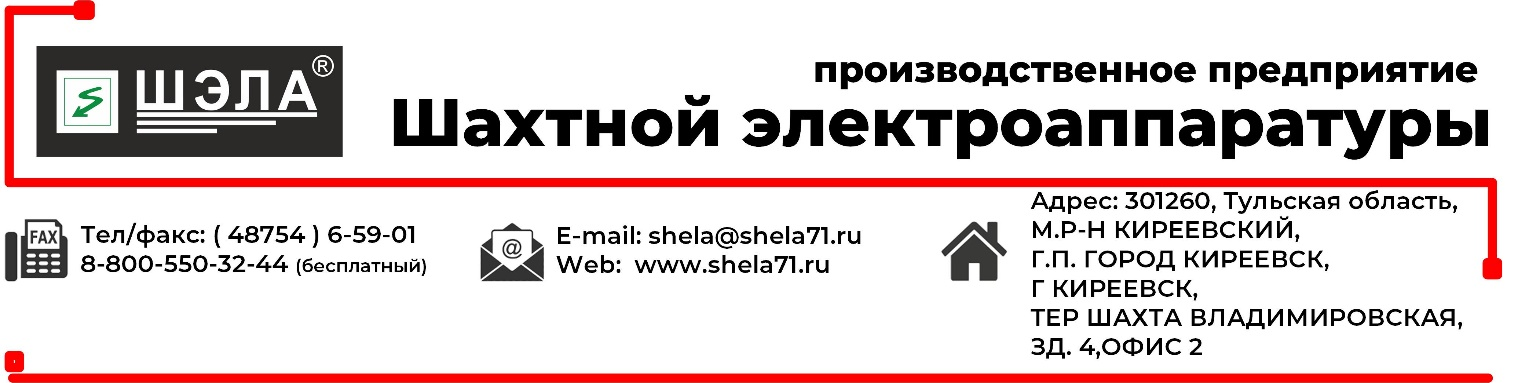 ШЭЛА®
производственное предприятие
Шахтной электроаппаратуры
FAX
Тел/факс: ( 48754 ) 6-59-01
8-800-550-32-44 (бесплатный)
@
E-mail: shela@shela71.ru
Web: www.shela71.ru
Адрес: 301260, Тульская область,
М.Р-Н КИРЕЕВСКИЙ,
Г.П. ГОРОД КИРЕЕВСК,
Г КИРЕЕВСК,
ТЕР ШАХТА ВЛАДИМИРОВСКАЯ,
ЗД. 4,ОФИС 2